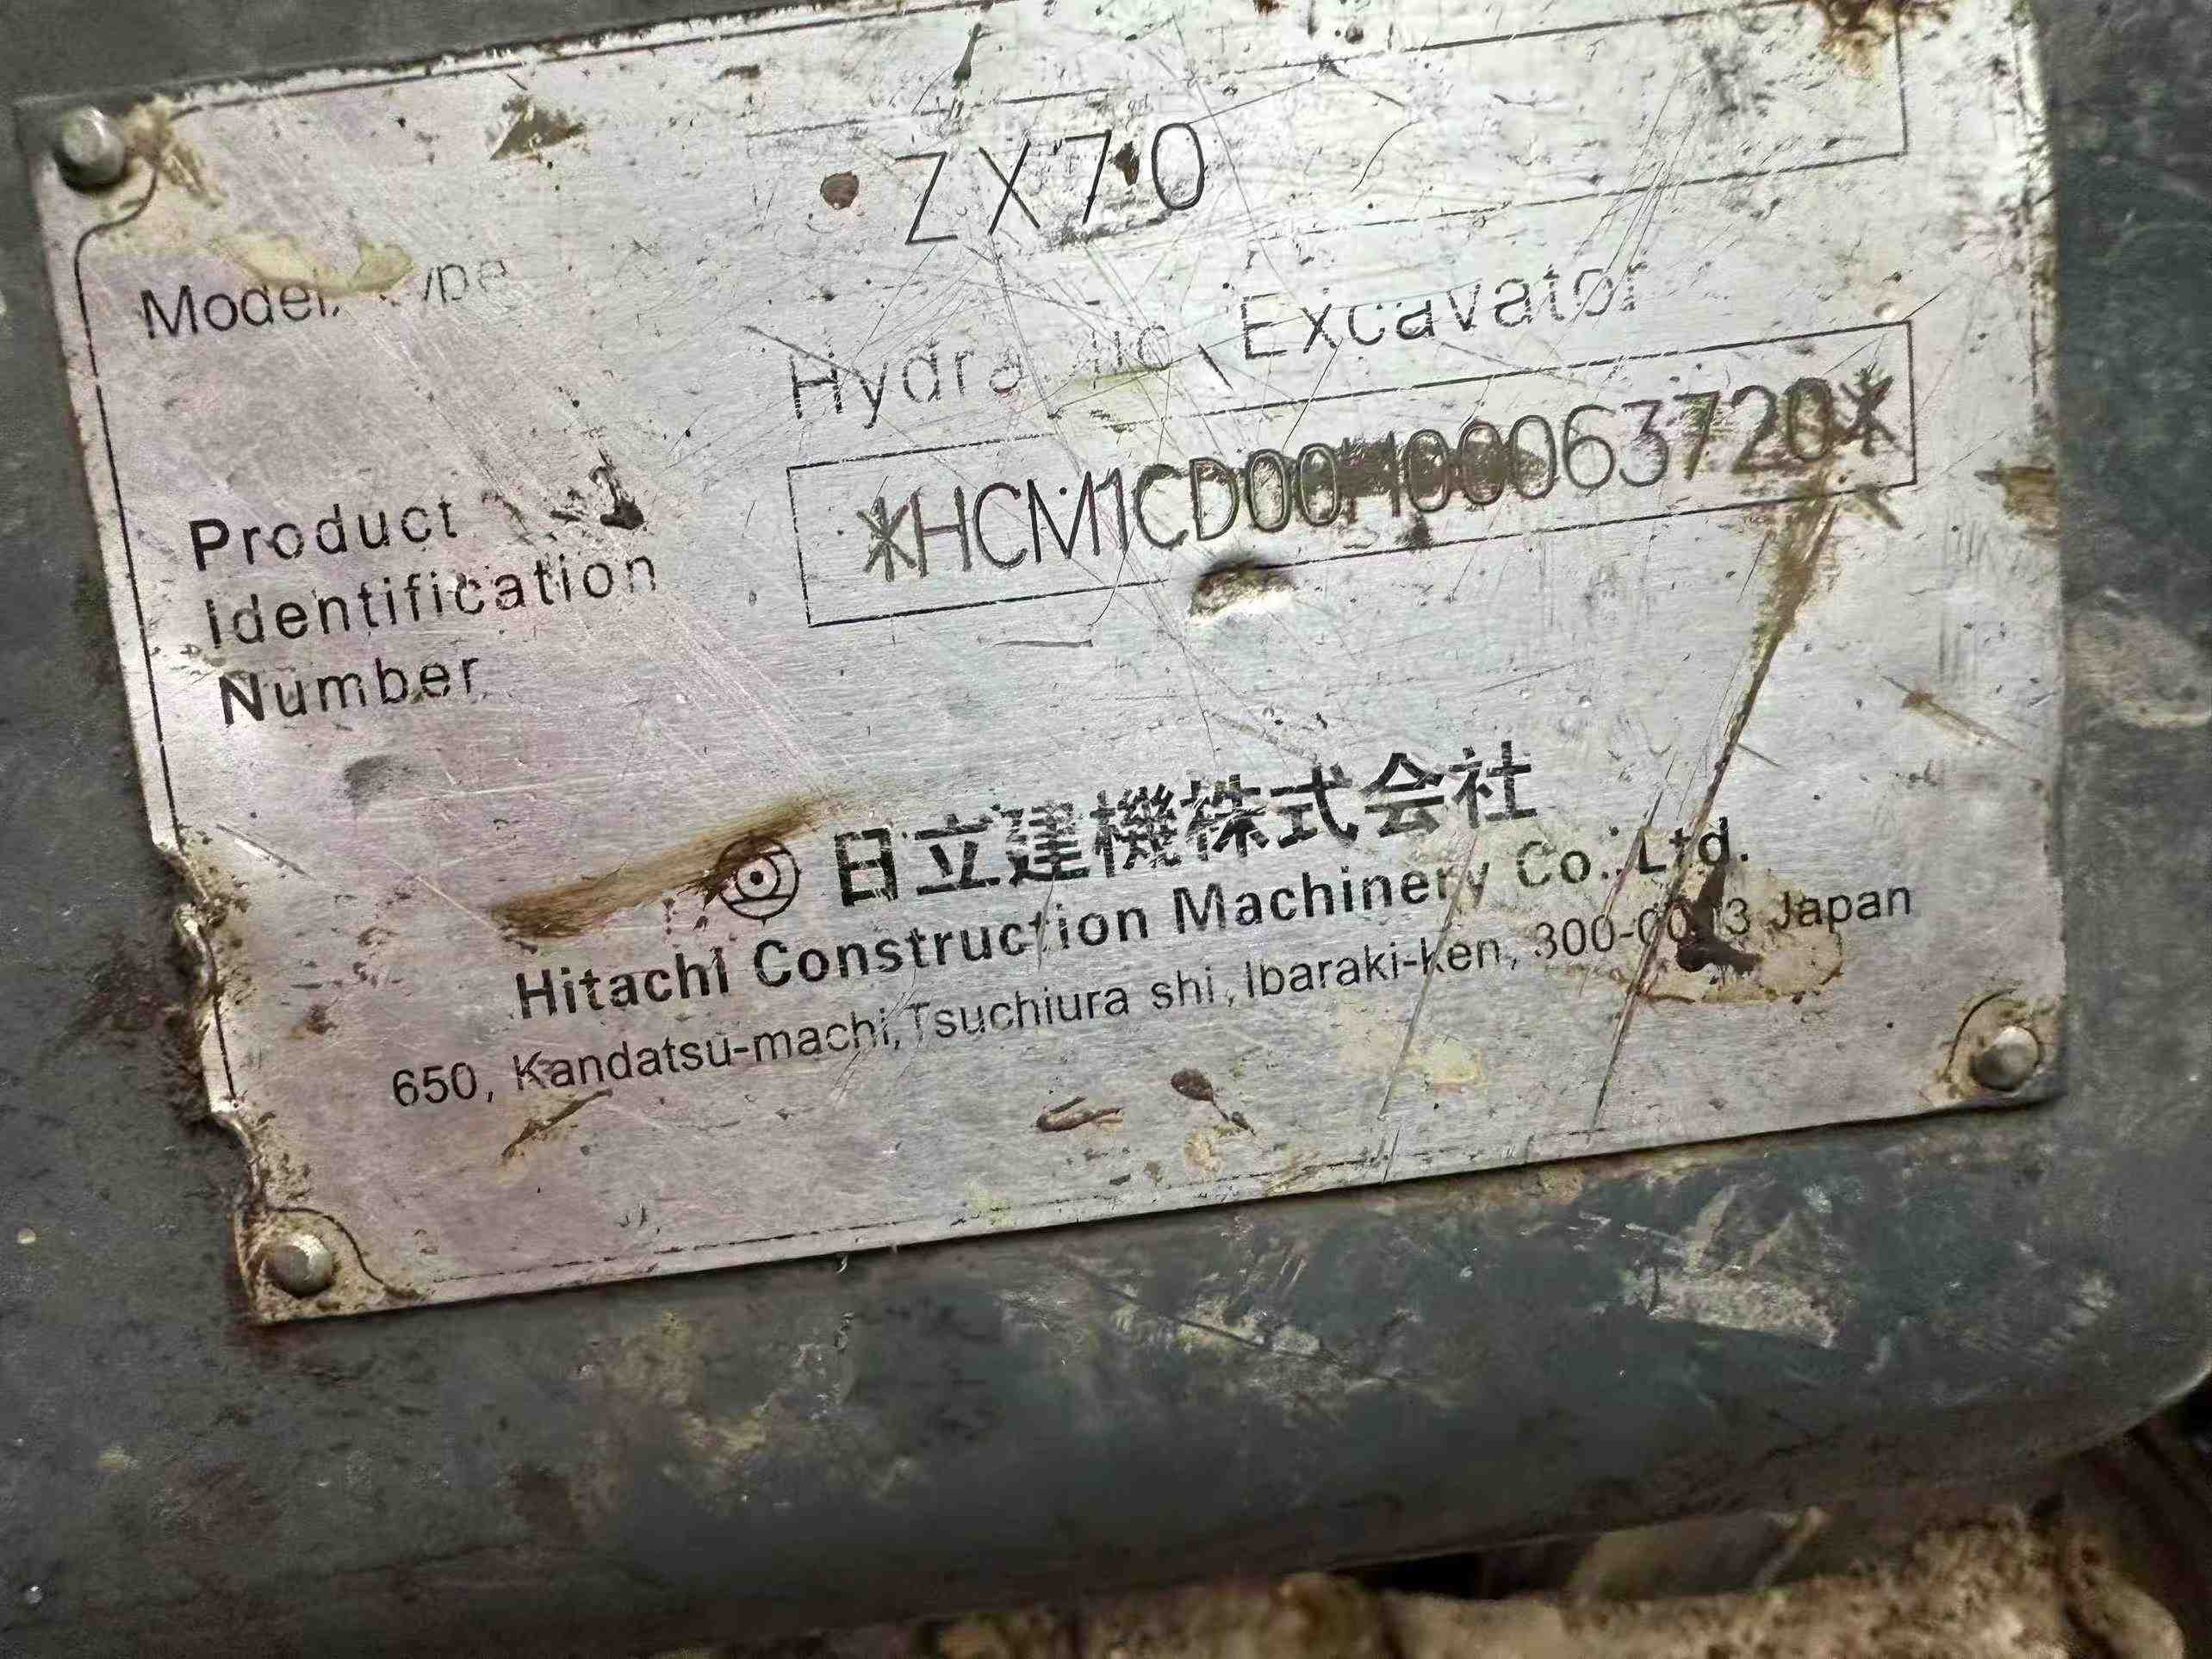 ZX70
Model/Type
Hydraulic Excavator
Product
Identification
Number
*HCM1CD00H00063720*
日立建機株式会社
Hitachi Construction Machinery Co.,Ltd.
650, Kandatsu-machi, Tsuchiura shi, Ibaraki-ken, Japan